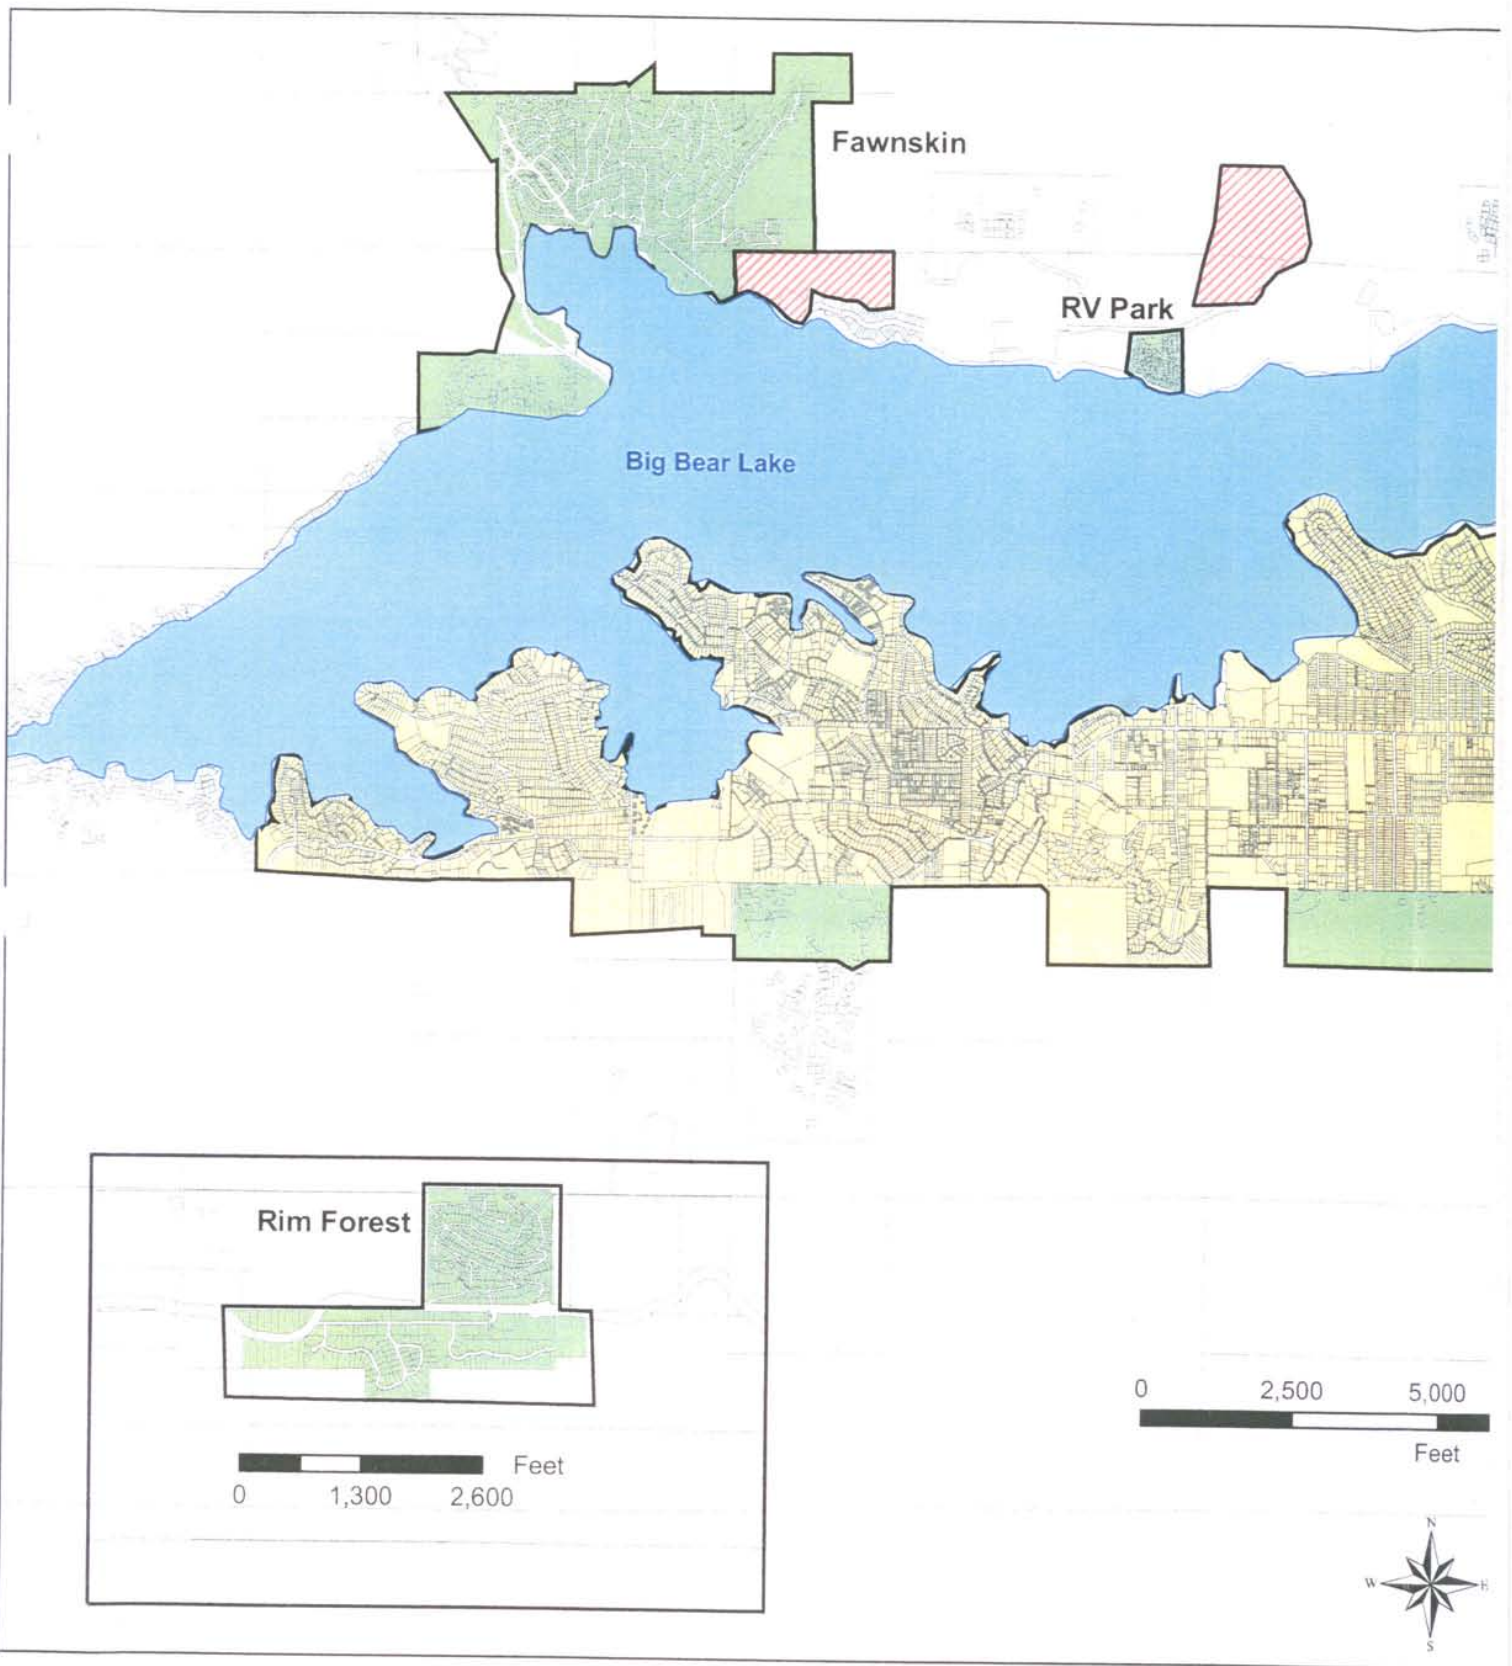 Fawnskin
RV Park
Big Bear Lake
Rim Forest
0 2,500 5,000
Feet
Feet
0 1,300 2,600
N
W E
S